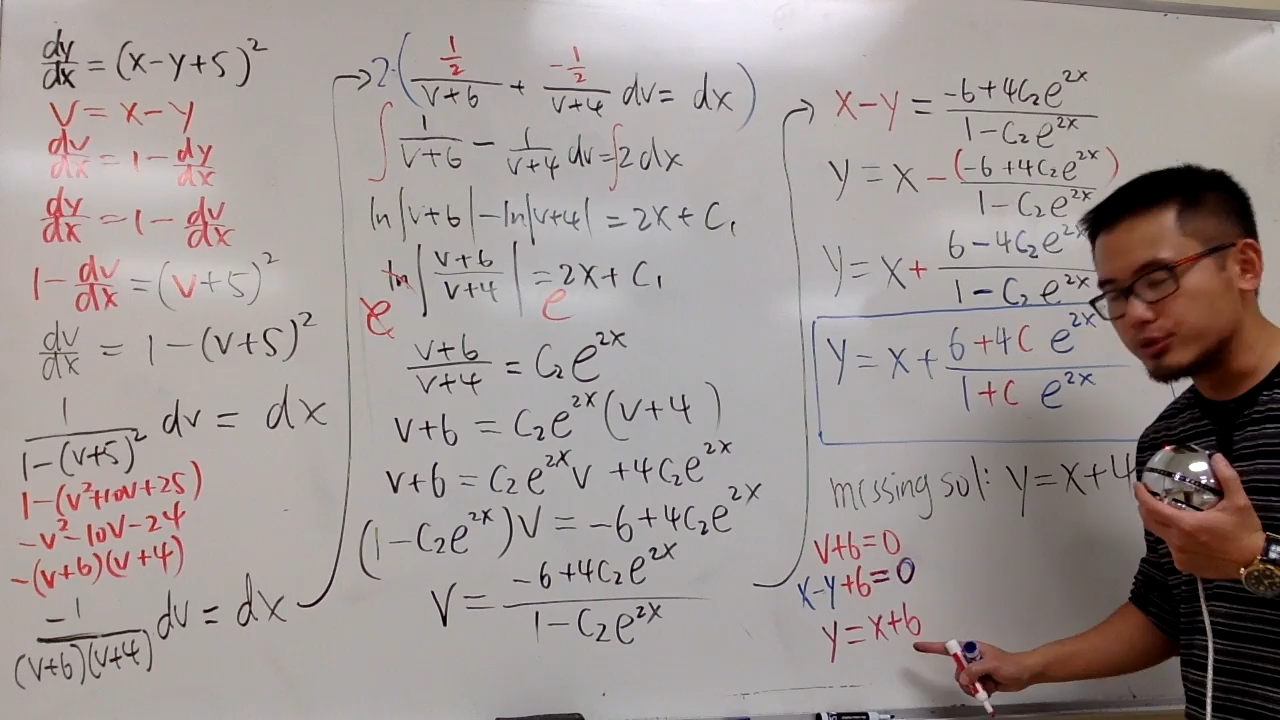 dy/dx = (x-y+5)²
v = x-y
dv/dx = 1 - dy/dx
dy/dx = 1 - dv/dx
1 - dv/dx = (v+5)²
dv/dx = 1 - (v+5)²
1/(1-(v+5)²) dv = dx
1-(v²+10v+25)
-v²-10v-24
-(v+6)(v+4)
-1/((v+6)(v+4)) dv = dx
→ 2·( (1/2)/(v+6) + (-1/2)/(v+4) dv = dx )
∫ 1/(v+6) - 1/(v+4) dv = ∫ 2 dx
ln|v+6| - ln|v+4| = 2x + C₁
e ln|(v+6)/(v+4)| = e 2x + C₁
(v+6)/(v+4) = C₂e^(2x)
v+6 = C₂e^(2x)(v+4)
v+6 = C₂e^(2x)v + 4C₂e^(2x)
(1-C₂e^(2x))v = -6+4C₂e^(2x)
v = (-6+4C₂e^(2x))/(1-C₂e^(2x))
→ x-y = (-6+4C₂e^(2x))/(1-C₂e^(2x))
y = x - (-6+4C₂e^(2x))/(1-C₂e^(2x))
y = x + (6-4C₂e^(2x))/(1-C₂e^(2x))
y = x + (6+4C e^(2x))/(1+C e^(2x))
missing sol: y = x+4
v+6=0
x-y+6=0
y=x+6